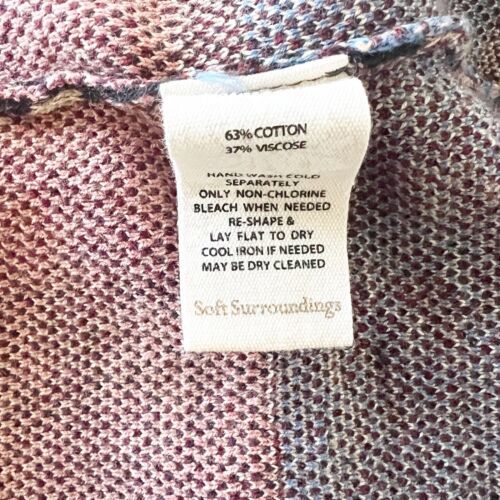 63% COTTON
37% VISCOSE
HAND WASH COLD
SEPARATELY
ONLY NON-CHLORINE
BLEACH WHEN NEEDED
RE-SHAPE &
LAY FLAT TO DRY
COOL IRON IF NEEDED
MAY BE DRY CLEANED
Soft Surroundings